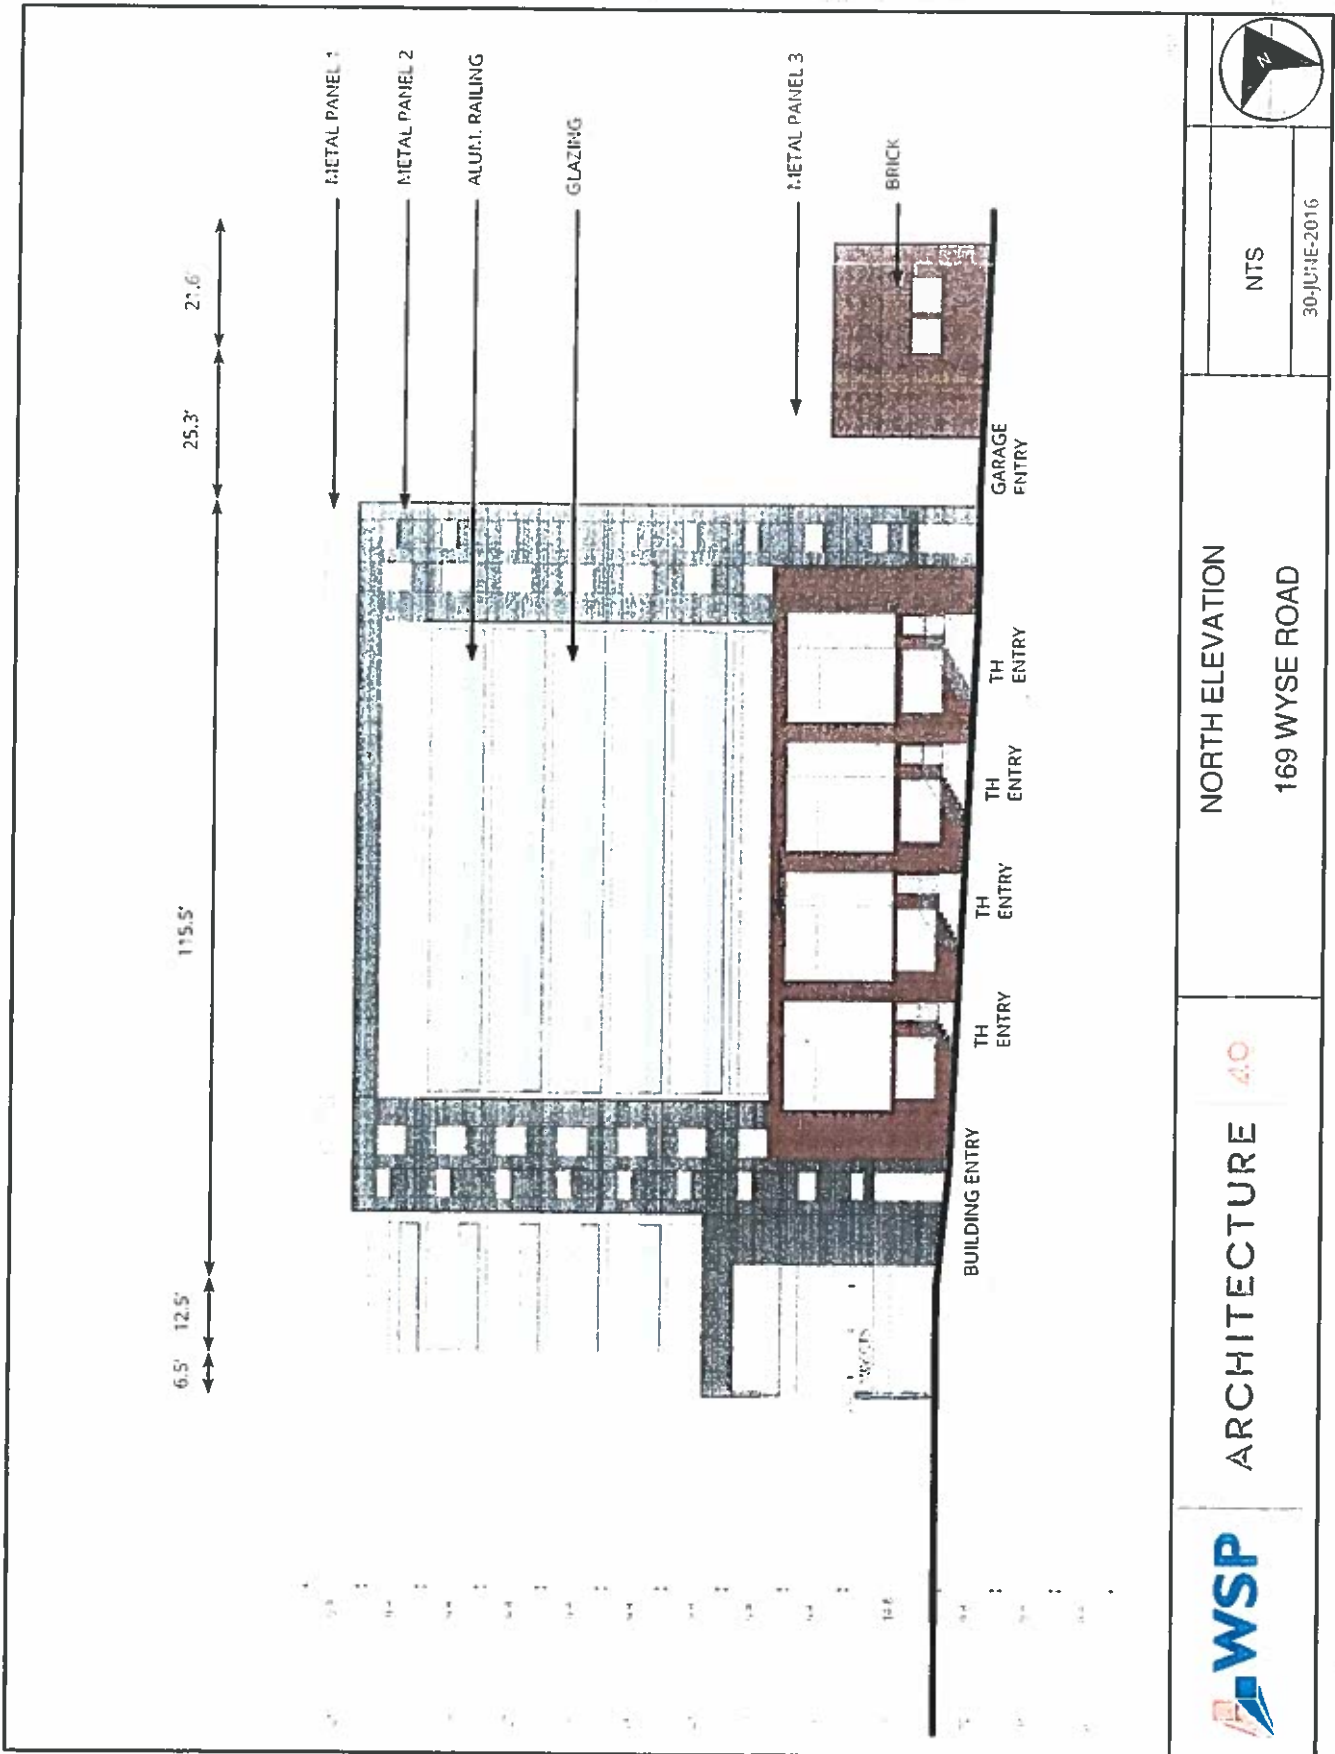 6.5' 12.5' 115.5' 25.3' 21.6'
METAL PANEL 1
METAL PANEL 2
ALUM. RAILING
GLAZING
METAL PANEL 3
BRICK
BUILDING ENTRY
TH
ENTRY
TH
ENTRY
TH
ENTRY
TH
ENTRY
GARAGE
ENTRY
WSP
ARCHITECTURE 4.0
NORTH ELEVATION
169 WYSE ROAD
NTS
30-JUNE-2016
N